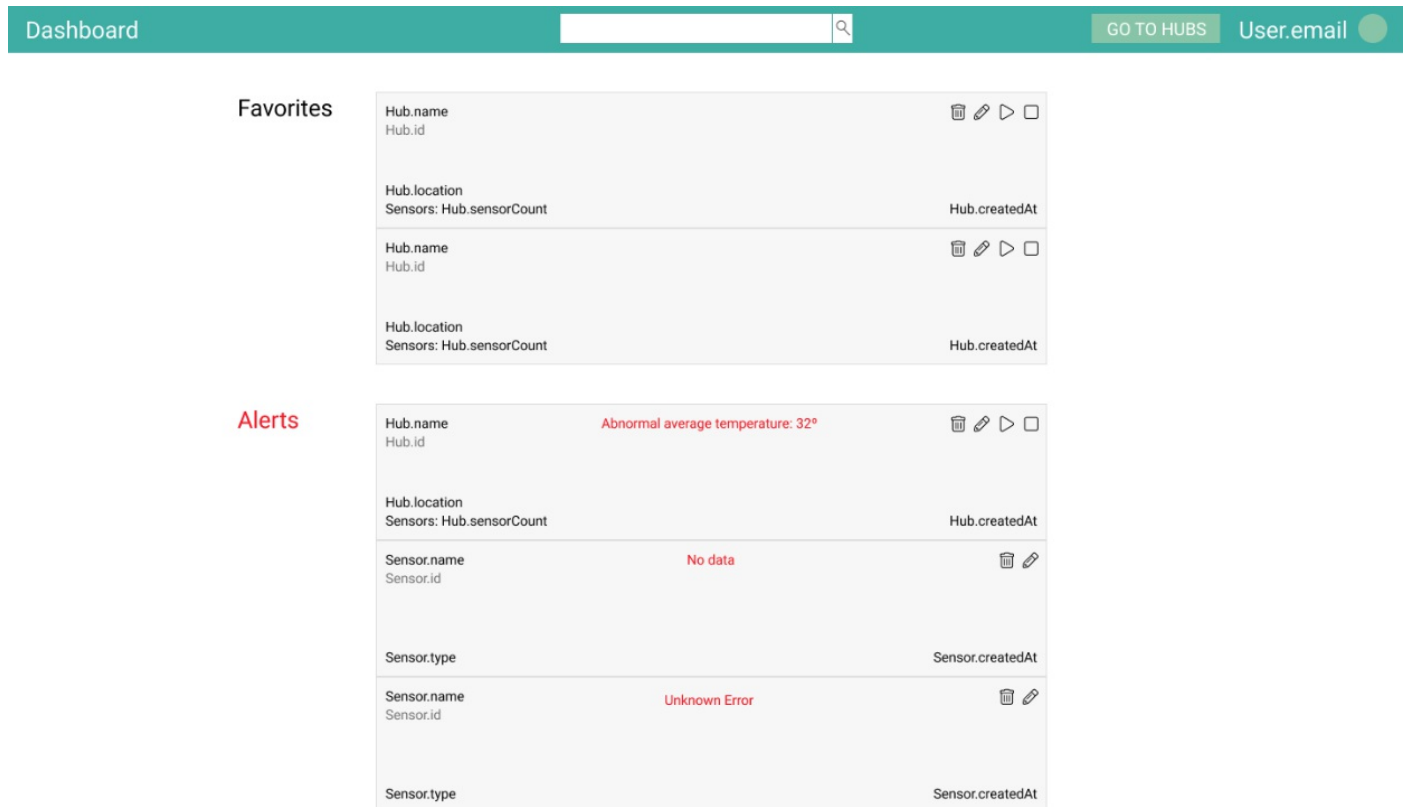 Dashboard
GO TO HUBS
User.email
Favorites
Hub.name
Hub.id
Hub.location
Sensors: Hub.sensorCount
Hub.createdAt
Hub.name
Hub.id
Hub.location
Sensors: Hub.sensorCount
Hub.createdAt
Alerts
Hub.name
Abnormal average temperature: 32º
Hub.id
Hub.location
Sensors: Hub.sensorCount
Hub.createdAt
Sensor.name
No data
Sensor.id
Sensor.type
Sensor.createdAt
Sensor.name
Unknown Error
Sensor.id
Sensor.type
Sensor.createdAt